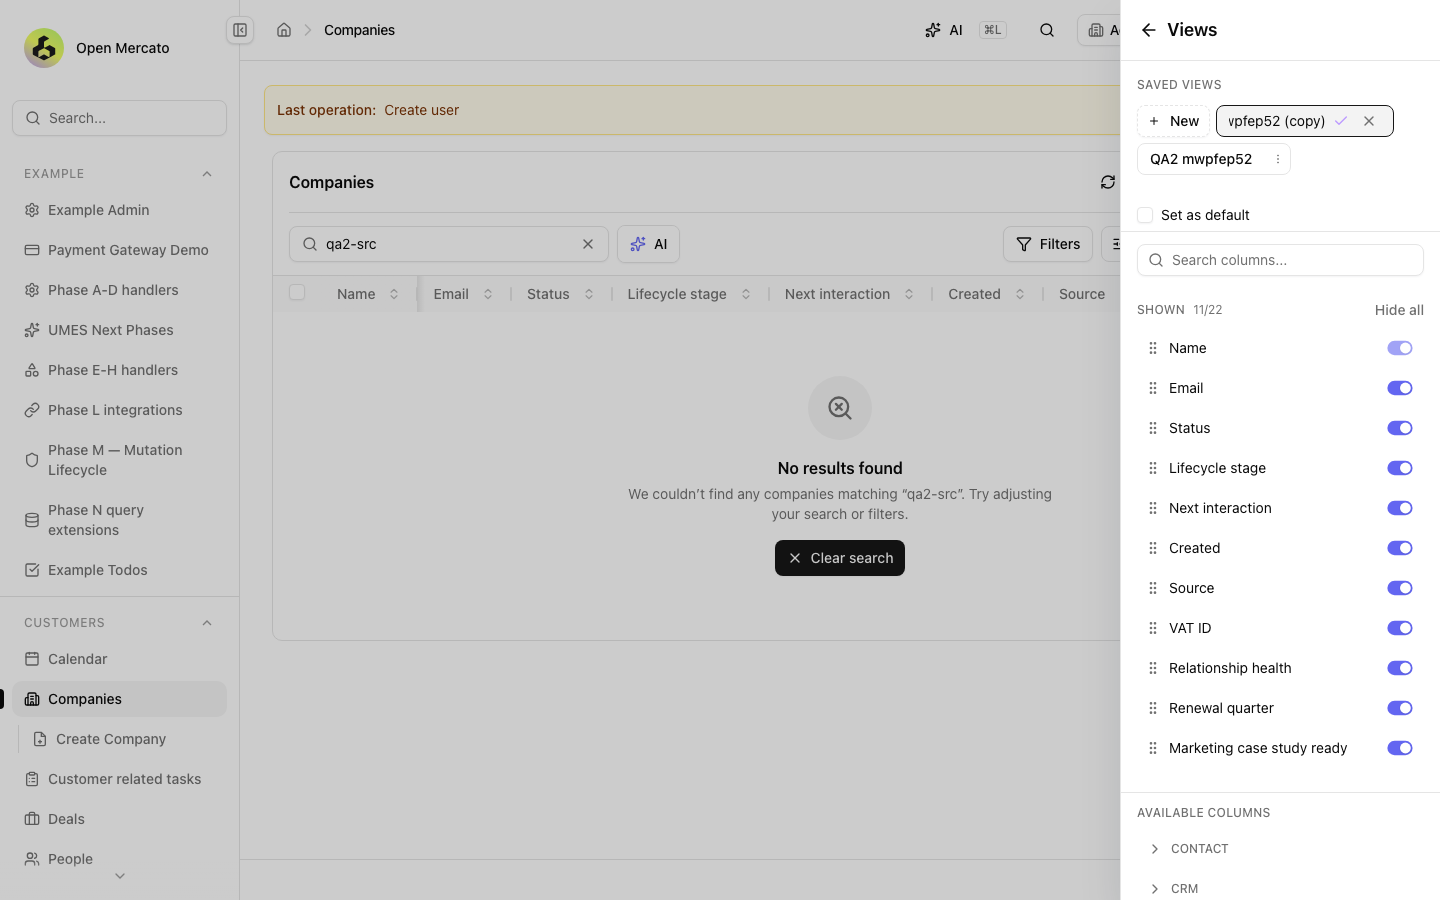 Open Mercato
Search...
EXAMPLE
Example Admin
Payment Gateway Demo
Phase A-D handlers
UMES Next Phases
Phase E-H handlers
Phase L integrations
Phase M — Mutation
Lifecycle
Phase N query
extensions
Example Todos
CUSTOMERS
Calendar
Companies
Create Company
Customer related tasks
Deals
People
Companies
AI
⌘L
Last operation: Create user
Companies
qa2-src
AI
Filters
Name
Email
Status
Lifecycle stage
Next interaction
Created
Source
No results found
We couldn’t find any companies matching “qa2-src”. Try adjusting
your search or filters.
Clear search
Views
SAVED VIEWS
New
vpfep52 (copy)
QA2 mwpfep52
Set as default
Search columns...
SHOWN 11/22
Hide all
Name
Email
Status
Lifecycle stage
Next interaction
Created
Source
VAT ID
Relationship health
Renewal quarter
Marketing case study ready
AVAILABLE COLUMNS
CONTACT
CRM